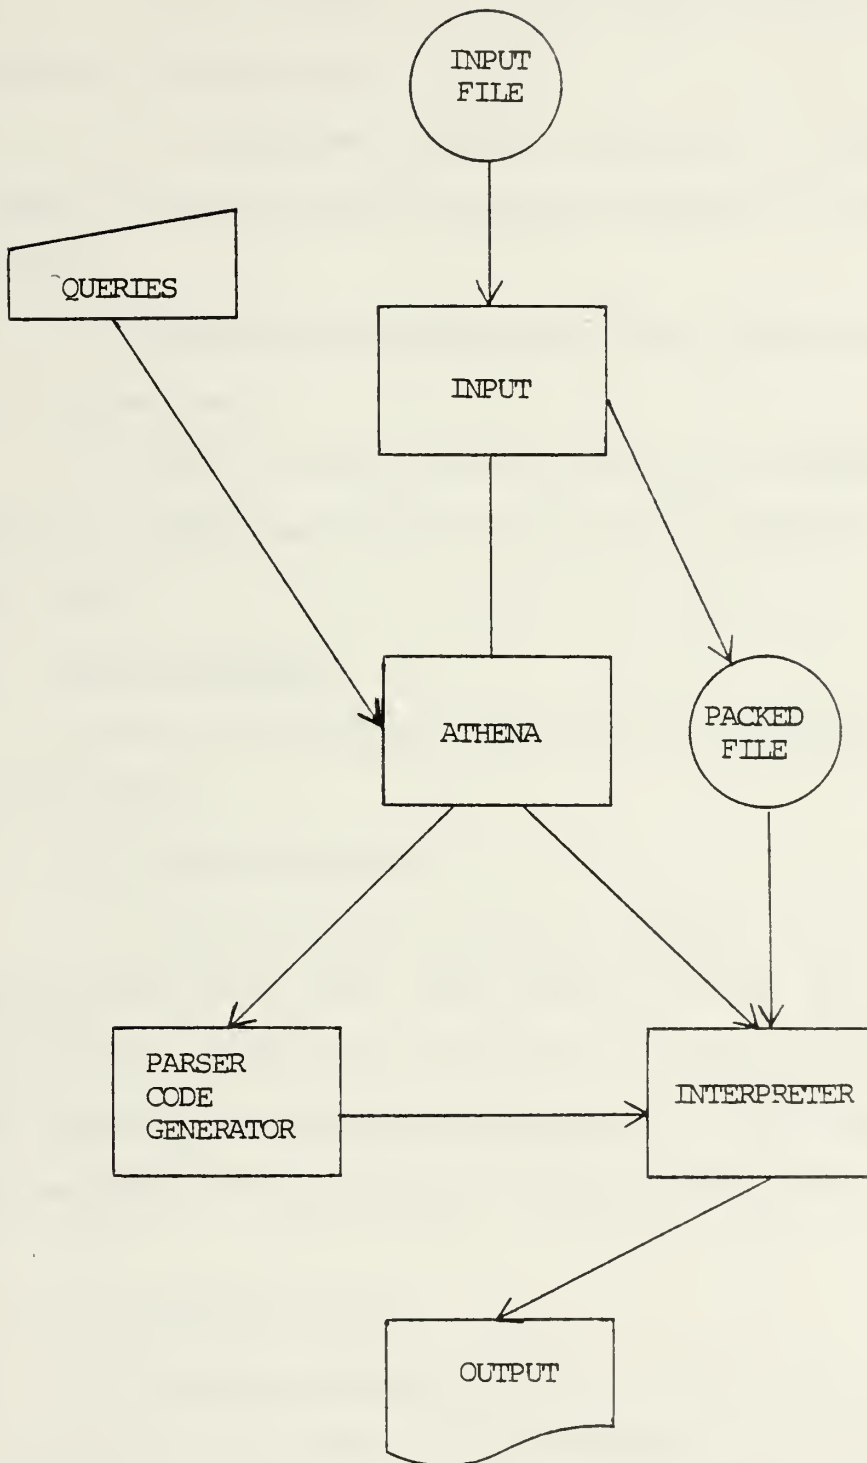 INPUT
FILE
QUERIES
INPUT
ATHENA
PACKED
FILE
PARSER
CODE
GENERATOR
INTERPRETER
OUTPUT